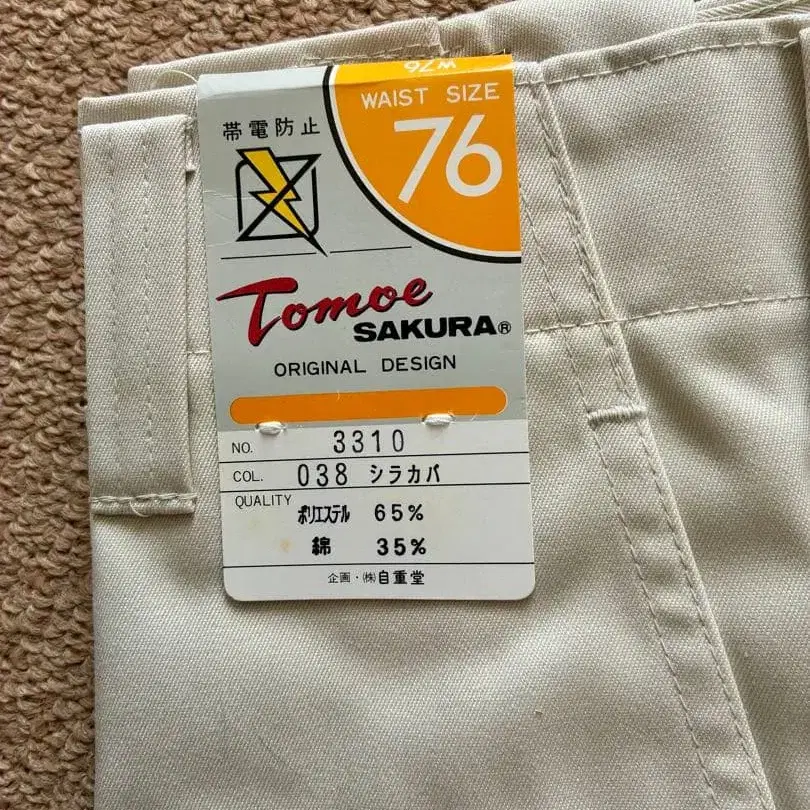 W76
WAIST SIZE
76
帯電防止
Tomoe
SAKURA®
ORIGINAL DESIGN
NO. 3310
COL. 038 シラカバ
QUALITY
ポリエステル 65%
綿 35%
企画・㈱自重堂